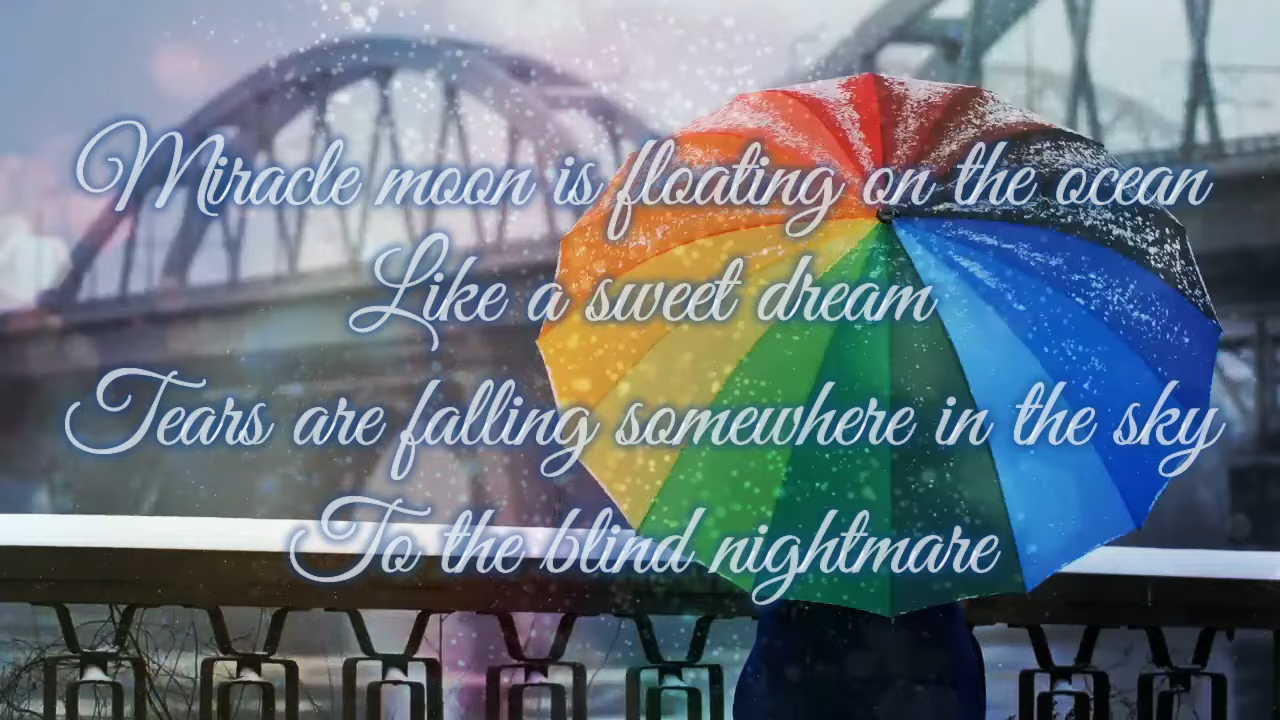 Miracle moon is floating on the ocean
Like a sweet dream
Tears are falling somewhere in the sky
To the blind nightmare